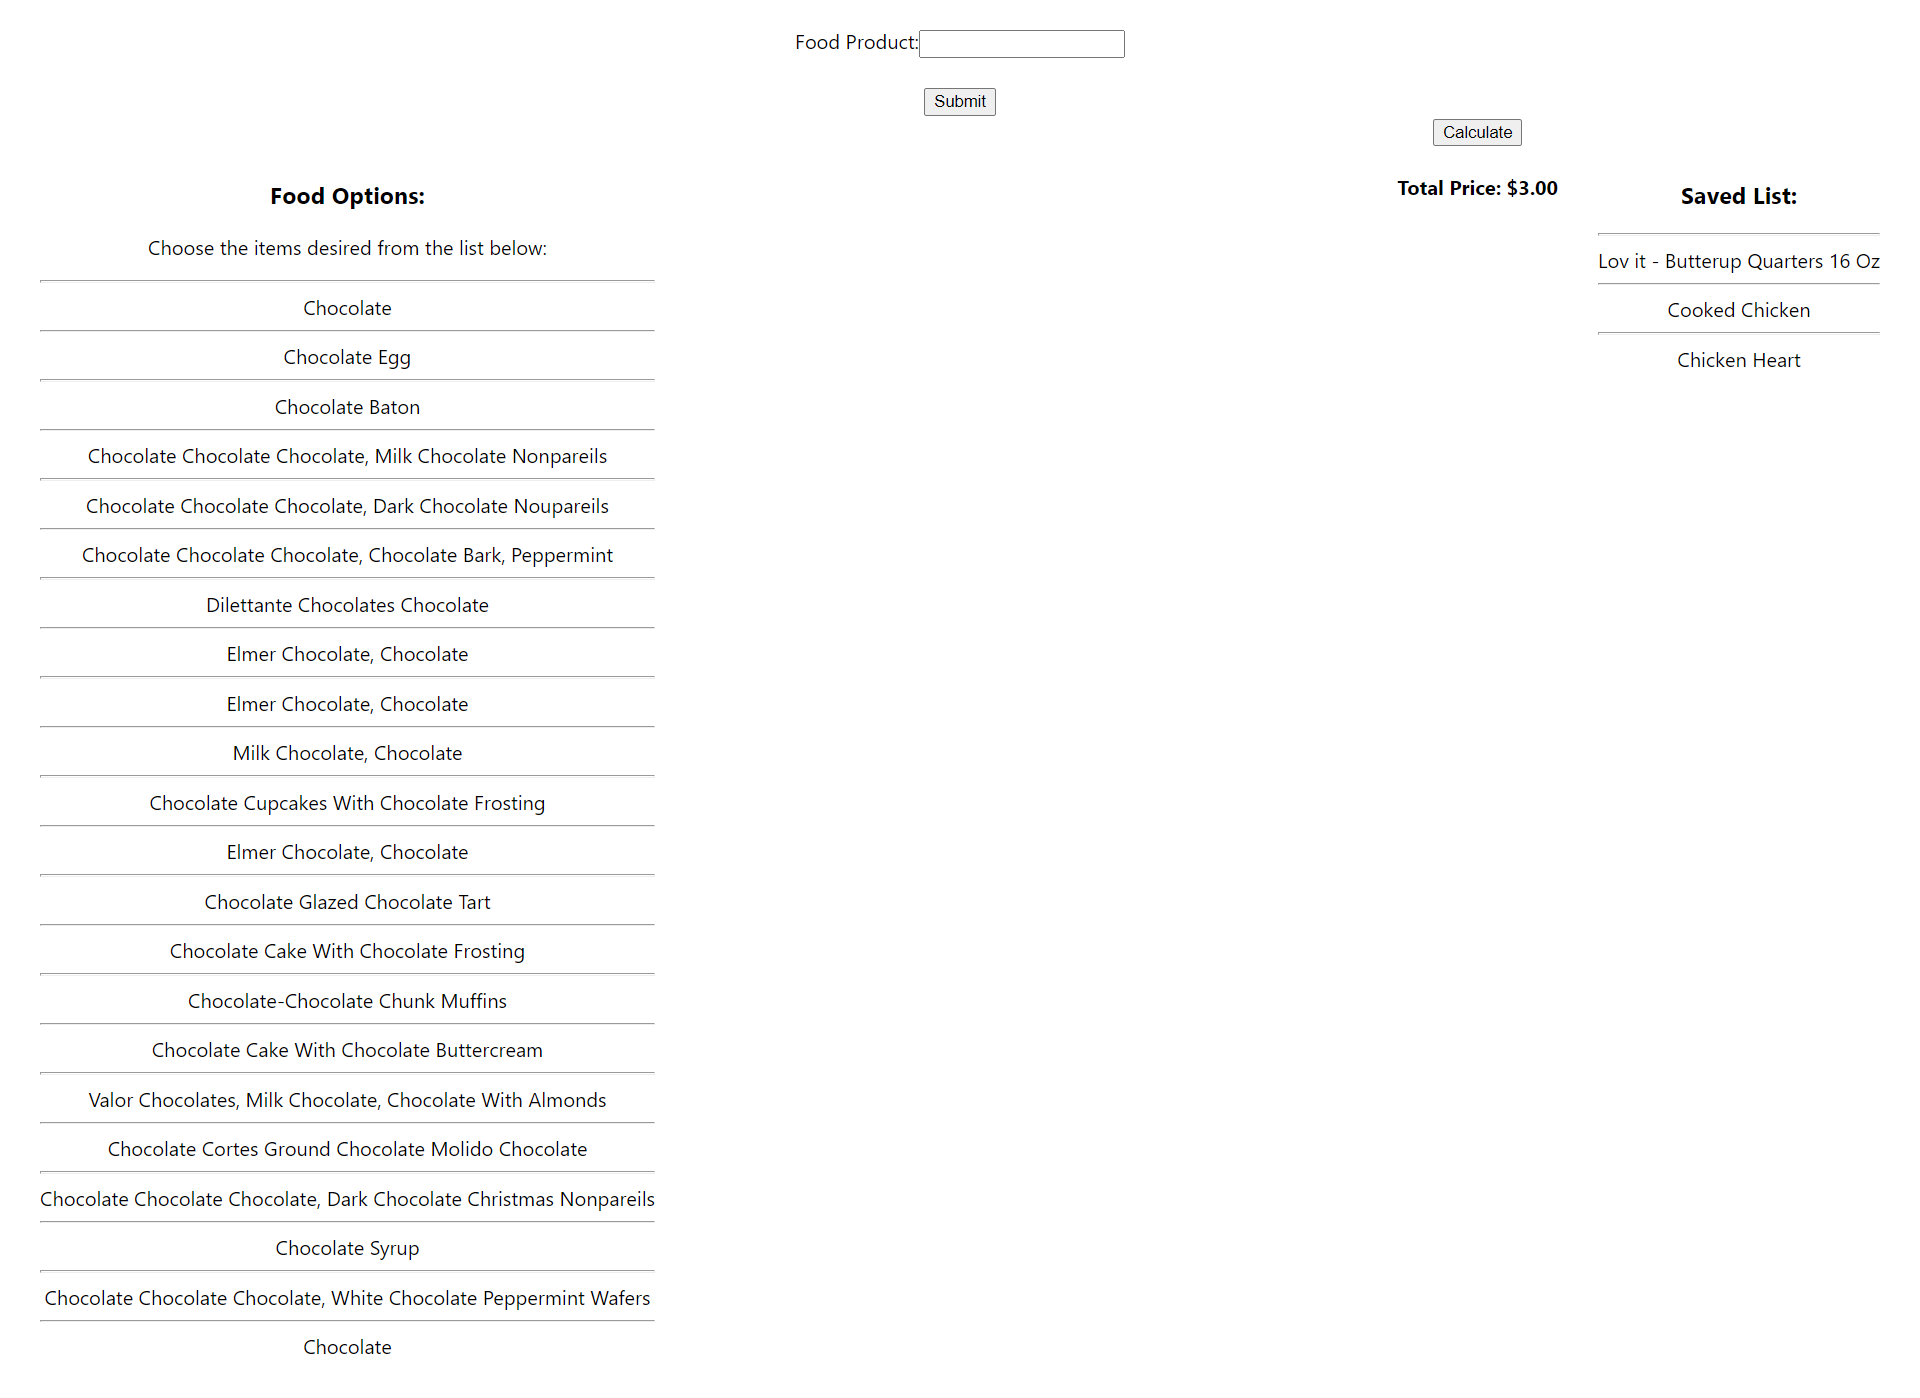 Food Product:
Submit
Calculate
Food Options:
Choose the items desired from the list below:
Chocolate
Chocolate Egg
Chocolate Baton
Chocolate Chocolate Chocolate, Milk Chocolate Nonpareils
Chocolate Chocolate Chocolate, Dark Chocolate Noupareils
Chocolate Chocolate Chocolate, Chocolate Bark, Peppermint
Dilettante Chocolates Chocolate
Elmer Chocolate, Chocolate
Elmer Chocolate, Chocolate
Milk Chocolate, Chocolate
Chocolate Cupcakes With Chocolate Frosting
Elmer Chocolate, Chocolate
Chocolate Glazed Chocolate Tart
Chocolate Cake With Chocolate Frosting
Chocolate-Chocolate Chunk Muffins
Chocolate Cake With Chocolate Buttercream
Valor Chocolates, Milk Chocolate, Chocolate With Almonds
Chocolate Cortes Ground Chocolate Molido Chocolate
Chocolate Chocolate Chocolate, Dark Chocolate Christmas Nonpareils
Chocolate Syrup
Chocolate Chocolate Chocolate, White Chocolate Peppermint Wafers
Chocolate
Total Price: $3.00
Saved List:
Lov it - Butterup Quarters 16 Oz
Cooked Chicken
Chicken Heart